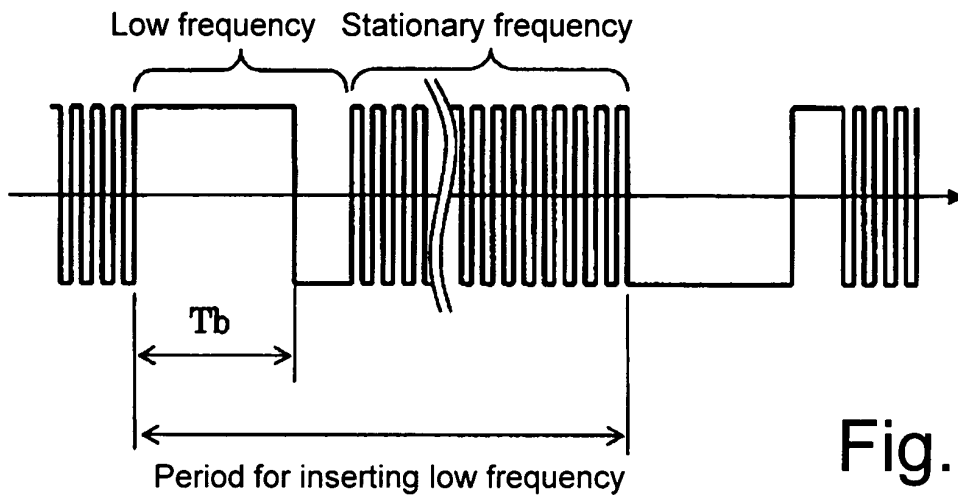 Low frequency Stationary frequency
Tb
Period for inserting low frequency
Fig.